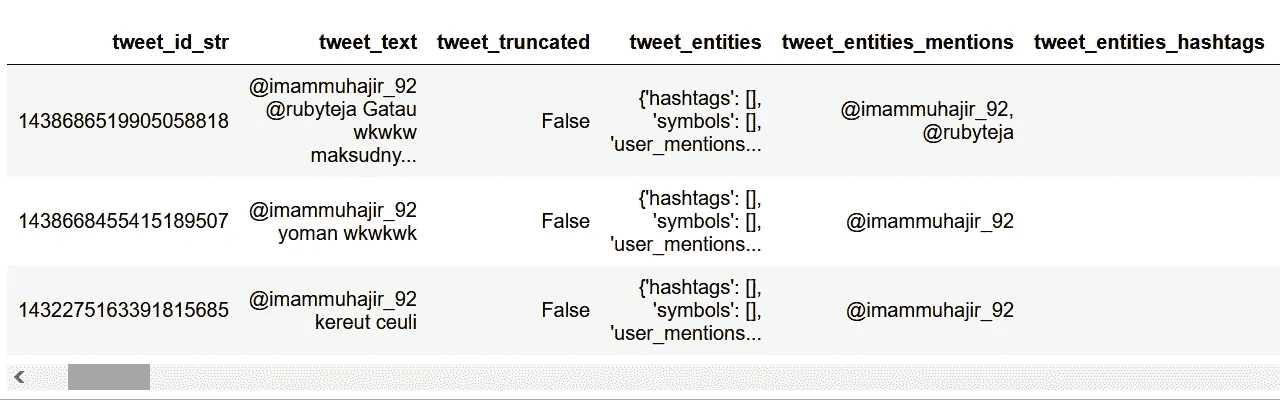 tweet_id_str tweet_text tweet_truncated tweet_entities tweet_entities_mentions tweet_entities_hashtags
1438686519905058818 @imammuhajir_92 @rubyteja Gatau wkwkw maksudny... False {'hashtags': [], 'symbols': [], 'user_mentions... @imammuhajir_92, @rubyteja
1438668455415189507 @imammuhajir_92 yoman wkwkwk False {'hashtags': [], 'symbols': [], 'user_mentions... @imammuhajir_92
1432275163391815685 @imammuhajir_92 kereut ceuli False {'hashtags': [], 'symbols': [], 'user_mentions... @imammuhajir_92